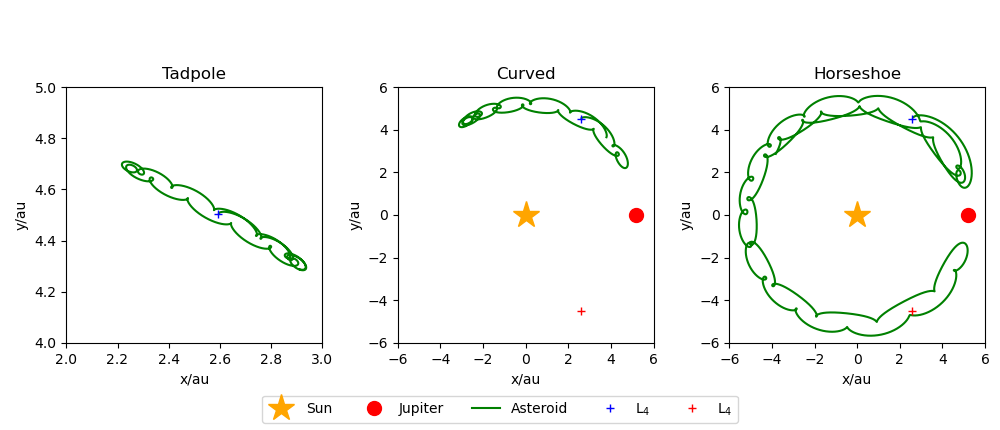 Tadpole
5.0
4.8
4.6
4.4
4.2
4.0
y/au
2.0 2.2 2.4 2.6 2.8 3.0
x/au
Curved
6
4
2
0
−2
−4
−6
y/au
−6 −4 −2 0 2 4 6
x/au
Horseshoe
6
4
2
0
−2
−4
−6
y/au
−6 −4 −2 0 2 4 6
x/au
Sun Jupiter Asteroid L4 L4